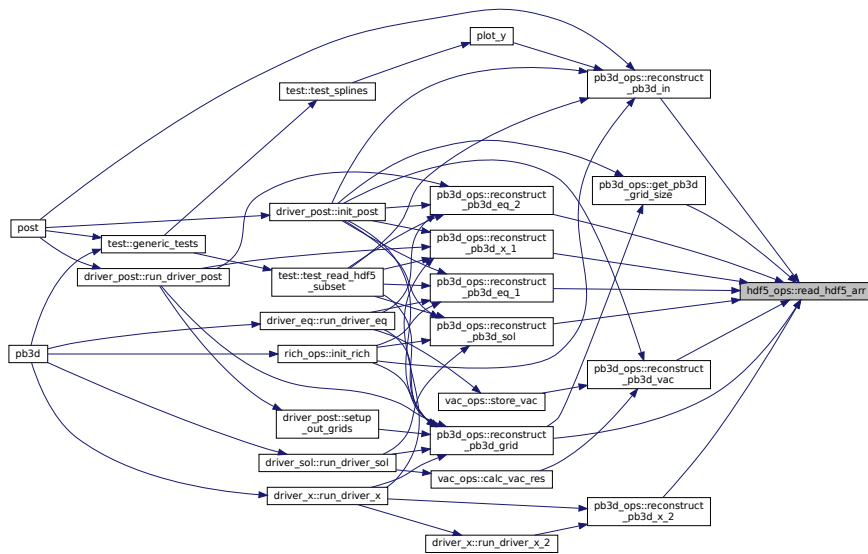 plot_y
pb3d_ops::reconstruct
_pb3d_in
test::test_splines
pb3d_ops::get_pb3d
_grid_size
pb3d_ops::reconstruct
_pb3d_eq_2
driver_post::init_post
post
test::generic_tests
pb3d_ops::reconstruct
_pb3d_x_1
driver_post::run_driver_post
test::test_read_hdf5
_subset
pb3d_ops::reconstruct
_pb3d_eq_1
hdf5_ops::read_hdf5_arr
driver_eq::run_driver_eq
pb3d_ops::reconstruct
_pb3d_sol
pb3d
rich_ops::init_rich
pb3d_ops::reconstruct
_pb3d_vac
vac_ops::store_vac
driver_post::setup
_out_grids
pb3d_ops::reconstruct
_pb3d_grid
driver_sol::run_driver_sol
vac_ops::calc_vac_res
driver_x::run_driver_x
pb3d_ops::reconstruct
_pb3d_x_2
driver_x::run_driver_x_2